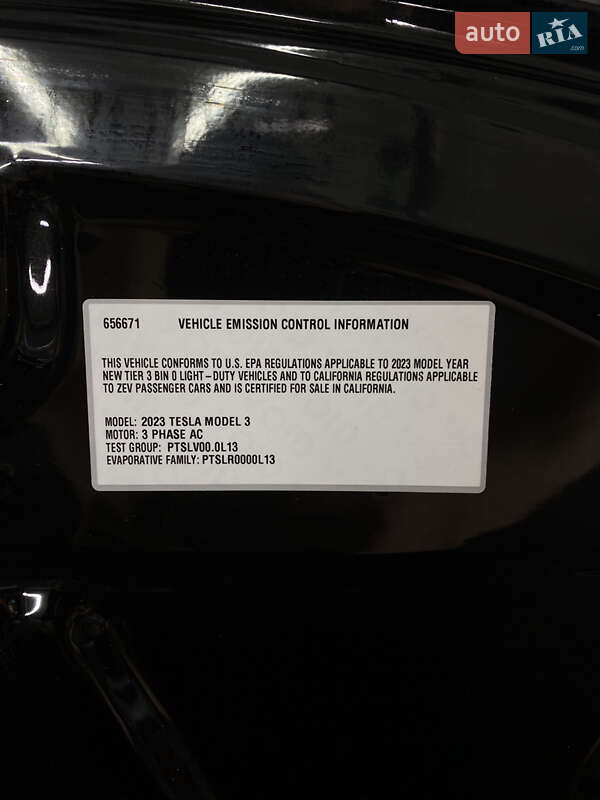 auto RIA
.com
656671 VEHICLE EMISSION CONTROL INFORMATION
THIS VEHICLE CONFORMS TO U.S. EPA REGULATIONS APPLICABLE TO 2023 MODEL YEAR
NEW TIER 3 BIN 0 LIGHT-DUTY VEHICLES AND TO CALIFORNIA REGULATIONS APPLICABLE
TO ZEV PASSENGER CARS AND IS CERTIFIED FOR SALE IN CALIFORNIA.
MODEL: 2023 TESLA MODEL 3
MOTOR: 3 PHASE AC
TEST GROUP: PTSLV00.0L13
EVAPORATIVE FAMILY: PTSLR0000L13